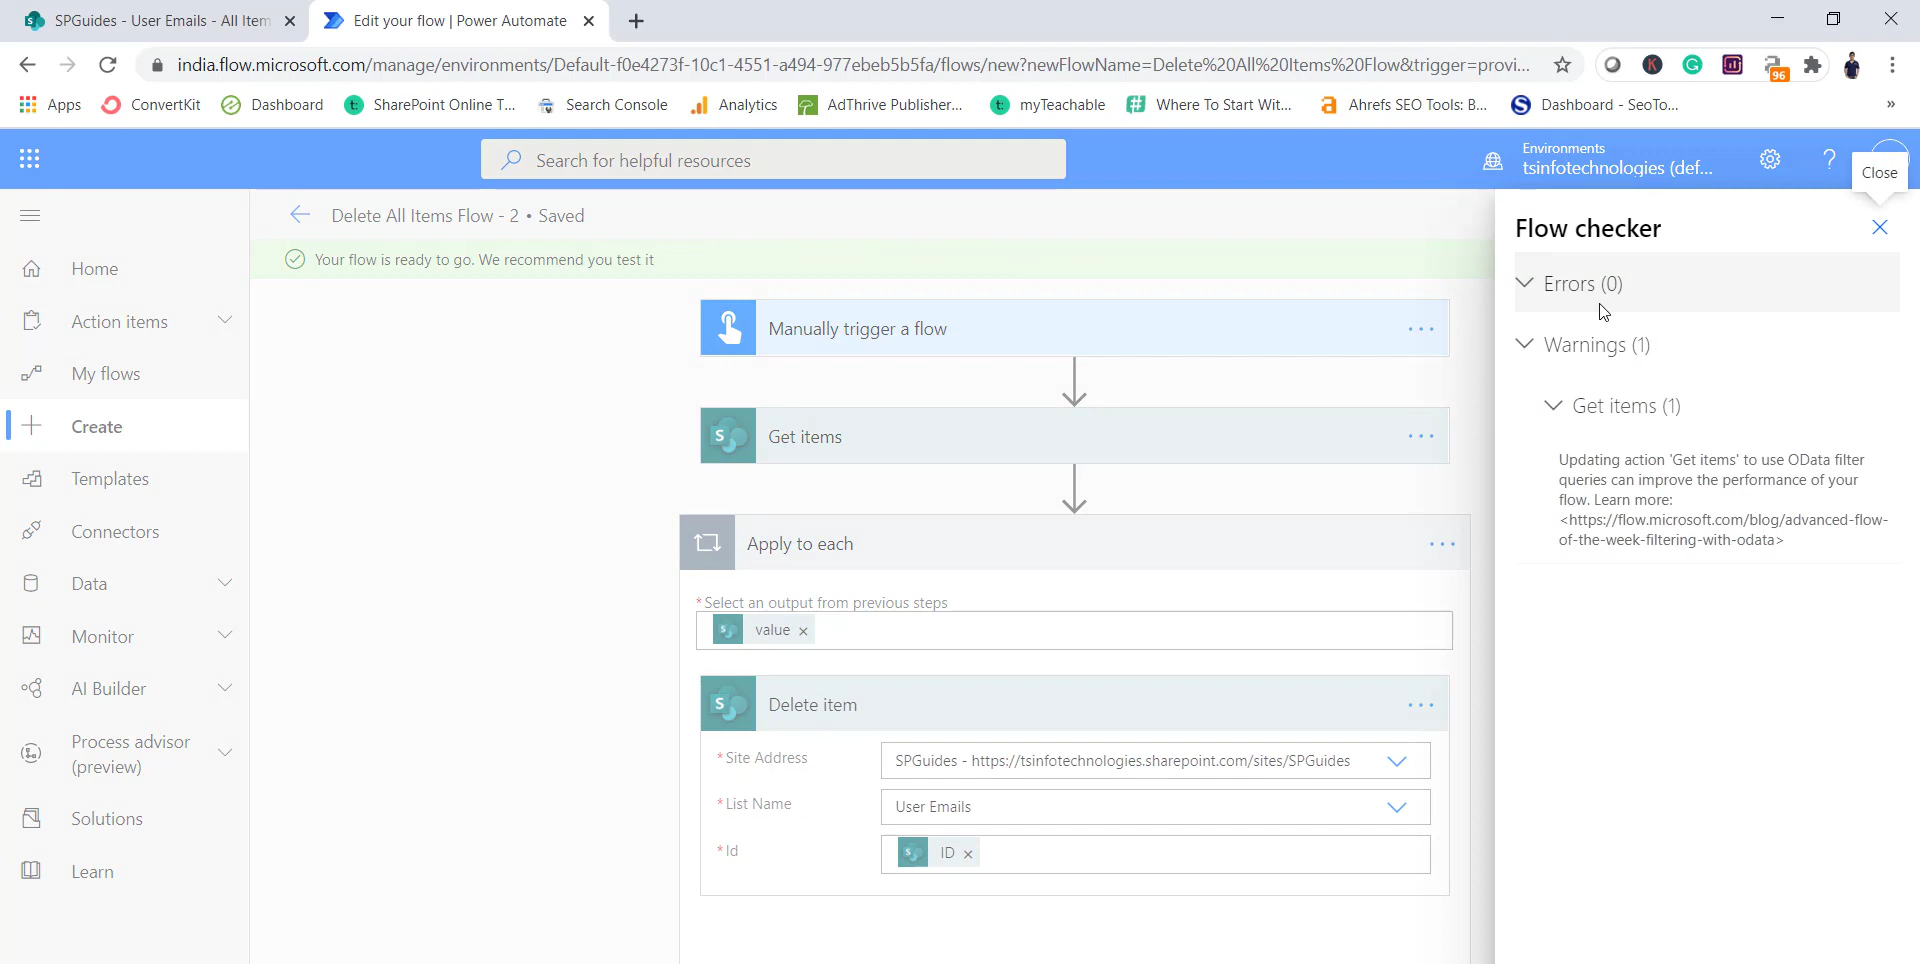 SPGuides - User Emails - All Item
Edit your flow | Power Automate
india.flow.microsoft.com/manage/environments/Default-f0e4273f-10c1-4551-a494-977ebeb5b5fa/flows/new?newFlowName=Delete%20All%20Items%20Flow&trigger=provi...
96
Apps
ConvertKit
Dashboard
SharePoint Online T...
Search Console
Analytics
AdThrive Publisher...
myTeachable
Where To Start Wit...
Ahrefs SEO Tools: B...
Dashboard - SeoTo...
»
Search for helpful resources
Environments
tsinfotechnologies (def...
?
Close
Home
Action items
My flows
Create
Templates
Connectors
Data
Monitor
AI Builder
Process advisor
(preview)
Solutions
Learn
Delete All Items Flow - 2 • Saved
Your flow is ready to go. We recommend you test it
Manually trigger a flow
Get items
Apply to each
*Select an output from previous steps
value ×
Delete item
*Site Address
SPGuides - https://tsinfotechnologies.sharepoint.com/sites/SPGuides
*List Name
User Emails
*Id
ID ×
Flow checker
Errors (0)
Warnings (1)
Get items (1)
Updating action 'Get items' to use OData filter
queries can improve the performance of your
flow. Learn more:
<https://flow.microsoft.com/blog/advanced-flow-
of-the-week-filtering-with-odata>